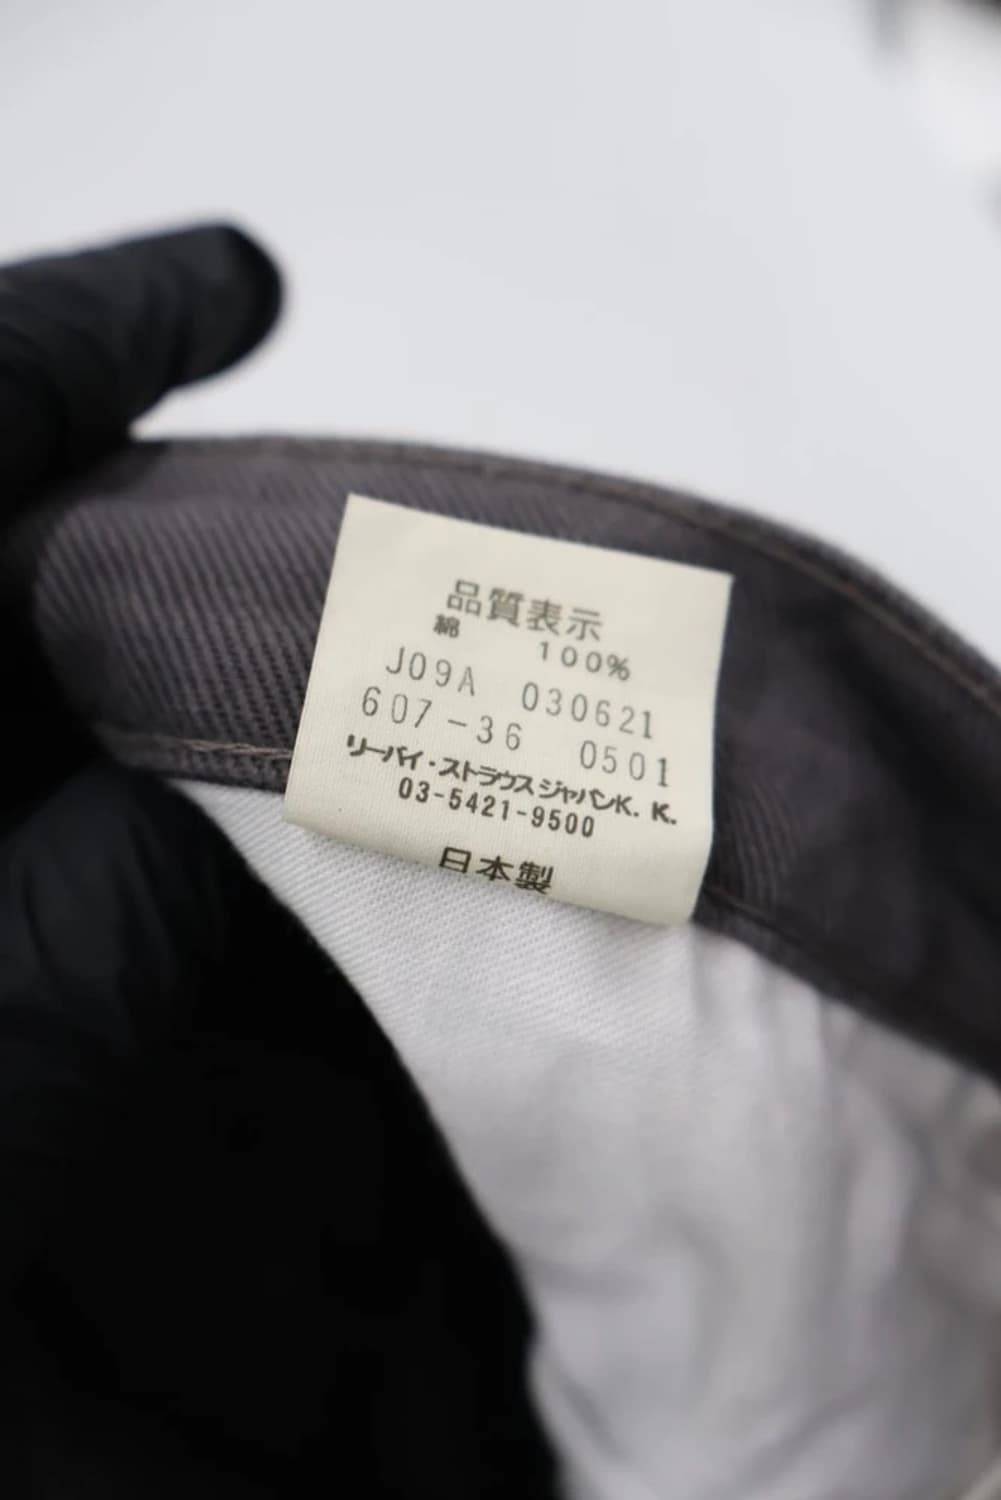 品質表示
綿 100%
J09A 030621
607-36 0501
リーバイ・ストラウスジャパンK.K.
03-5421-9500
日本製